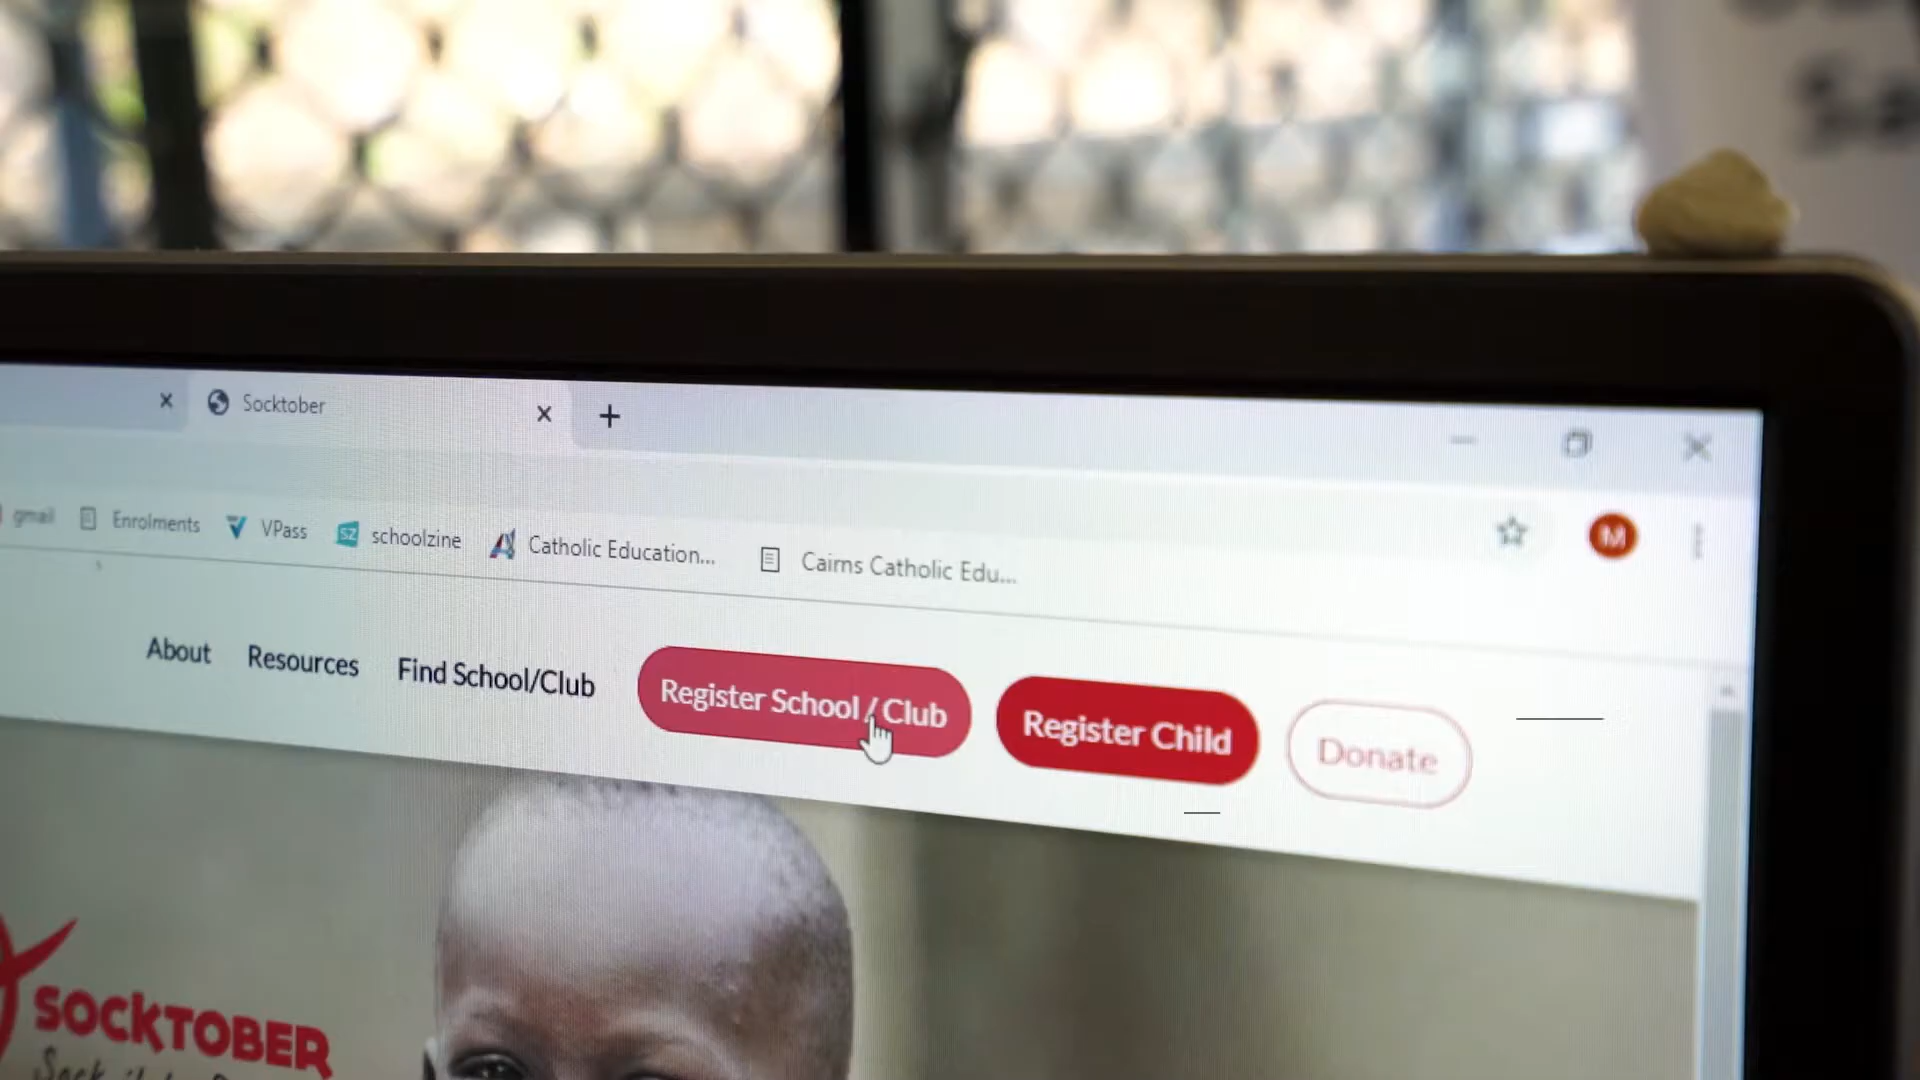 Socktober
gmail Enrolments VPass SZ schoolzine Catholic Education... Cairns Catholic Edu...
M
About Resources Find School/Club Register School / Club Register Child Donate
SOCKTOBER